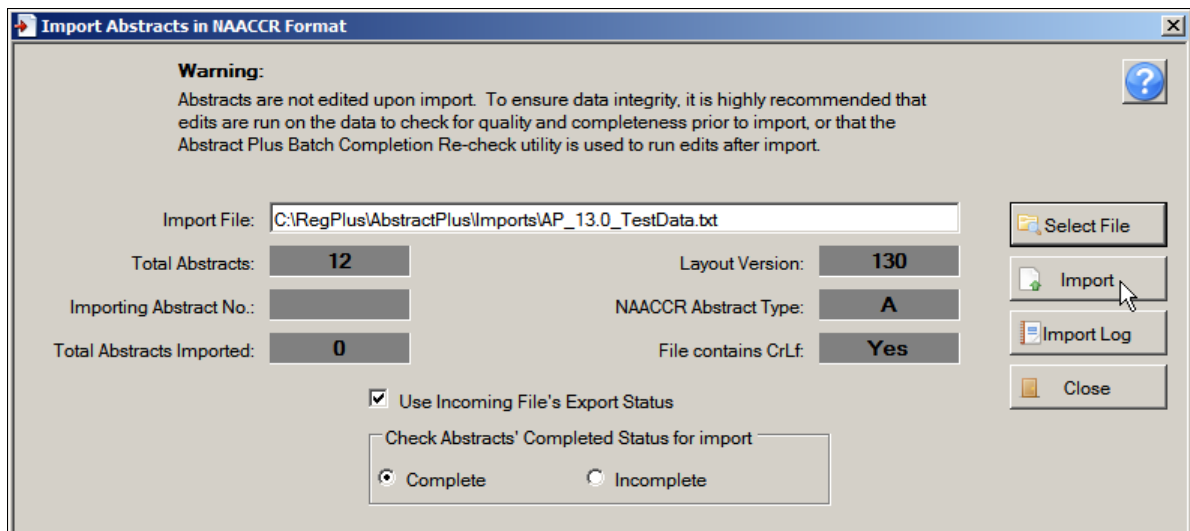 Import Abstracts in NAACCR Format
Warning:
Abstracts are not edited upon import. To ensure data integrity, it is highly recommended that
edits are run on the data to check for quality and completeness prior to import, or that the
Abstract Plus Batch Completion Re-check utility is used to run edits after import.
Import File: C:\RegPlus\AbstractPlus\Imports\AP_13.0_TestData.txt
Select File
Total Abstracts: 12 Layout Version: 130
Importing Abstract No.: NAACCR Abstract Type: A
Import
Total Abstracts Imported: 0 File contains CrLf: Yes
Import Log
Close
Use Incoming File's Export Status
Check Abstracts' Completed Status for import
Complete Incomplete